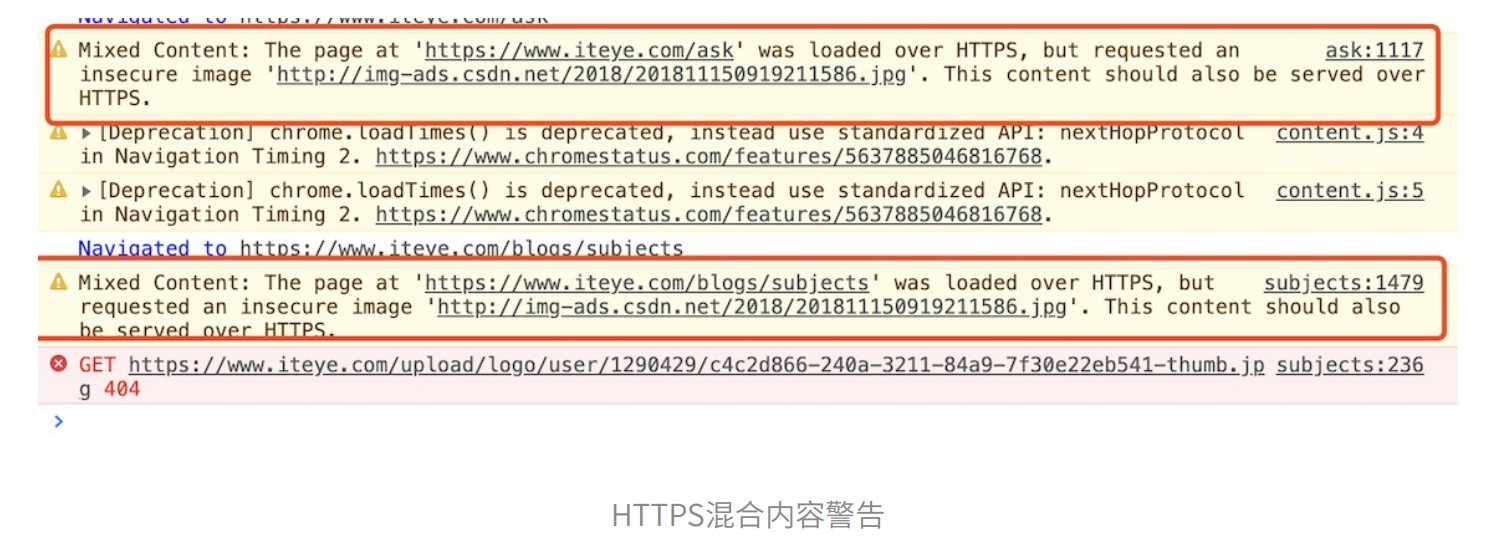 Navigated to https://www.iteye.com/ask
Mixed Content: The page at 'https://www.iteye.com/ask' was loaded over HTTPS, but requested an ask:1117
insecure image 'http://img-ads.csdn.net/2018/201811150919211586.jpg'. This content should also be served over
HTTPS.
[Deprecation] chrome.loadTimes() is deprecated, instead use standardized API: nextHopProtocol content.js:4
in Navigation Timing 2. https://www.chromestatus.com/features/5637885046816768.
[Deprecation] chrome.loadTimes() is deprecated, instead use standardized API: nextHopProtocol content.js:5
in Navigation Timing 2. https://www.chromestatus.com/features/5637885046816768.
Navigated to https://www.iteye.com/blogs/subjects
Mixed Content: The page at 'https://www.iteye.com/blogs/subjects' was loaded over HTTPS, but subjects:1479
requested an insecure image 'http://img-ads.csdn.net/2018/201811150919211586.jpg'. This content should also
be served over HTTPS.
GET https://www.iteye.com/upload/logo/user/1290429/c4c2d866-240a-3211-84a9-7f30e22eb541-thumb.jp subjects:236
g 404
HTTPS混合内容警告